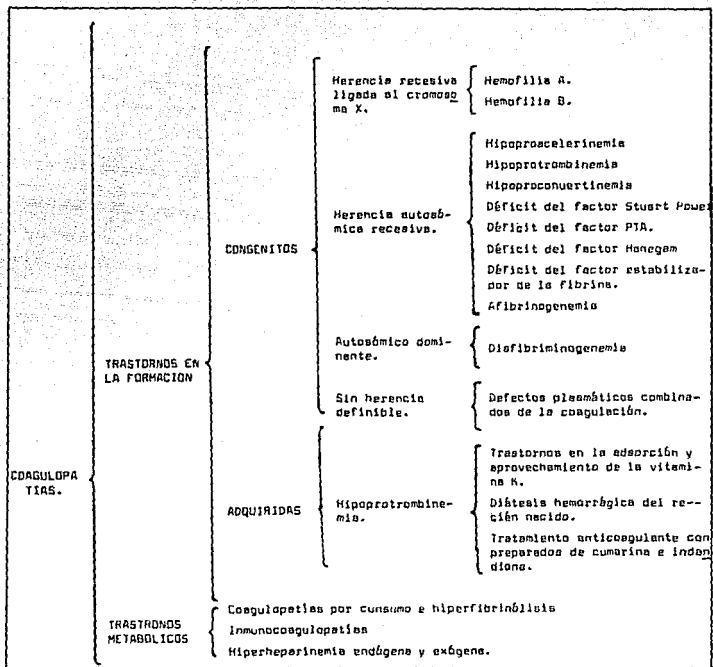 COAGULOPA
TIAS.
TRASTORNOS EN
LA FORMACION
CONGENITOS
Herencia recesiva
ligada al cromoso
ma X.
Hemofilia A.
Hemofilia B.
Herencia autosó-
mica recesiva.
Hipoproacelerinemia
Hipoprotrombinemia
Hipoproconvertinemia
Déficit del factor Stuart Power
Déficit del factor PTA.
Déficit del factor Hanegam
Déficit del factor estabiliza-
dor de la fibrina.
Afibrinogenemia
Autosómico domi-
nente.
Disfibriminogenemia
Sin herencia
definible.
Defectos plasmáticos combina-
dos de la coagulación.
ADQUIRIDAS
Hipoprotrombine-
mia.
Trastornos en la adsorción y
aprovechamiento de la vitami-
na K.
Diátesis hemorrágica del re--
cién nacido.
Tratamiento anticoagulante con
preparados de cumarina e indan
diona.
TRASTRONOS
METABOLICOS
Coagulopatías por cunsumo e hiperfibrinólisis
Inmunocoagulopatías
Hiperheparinemia endógena y exógena.